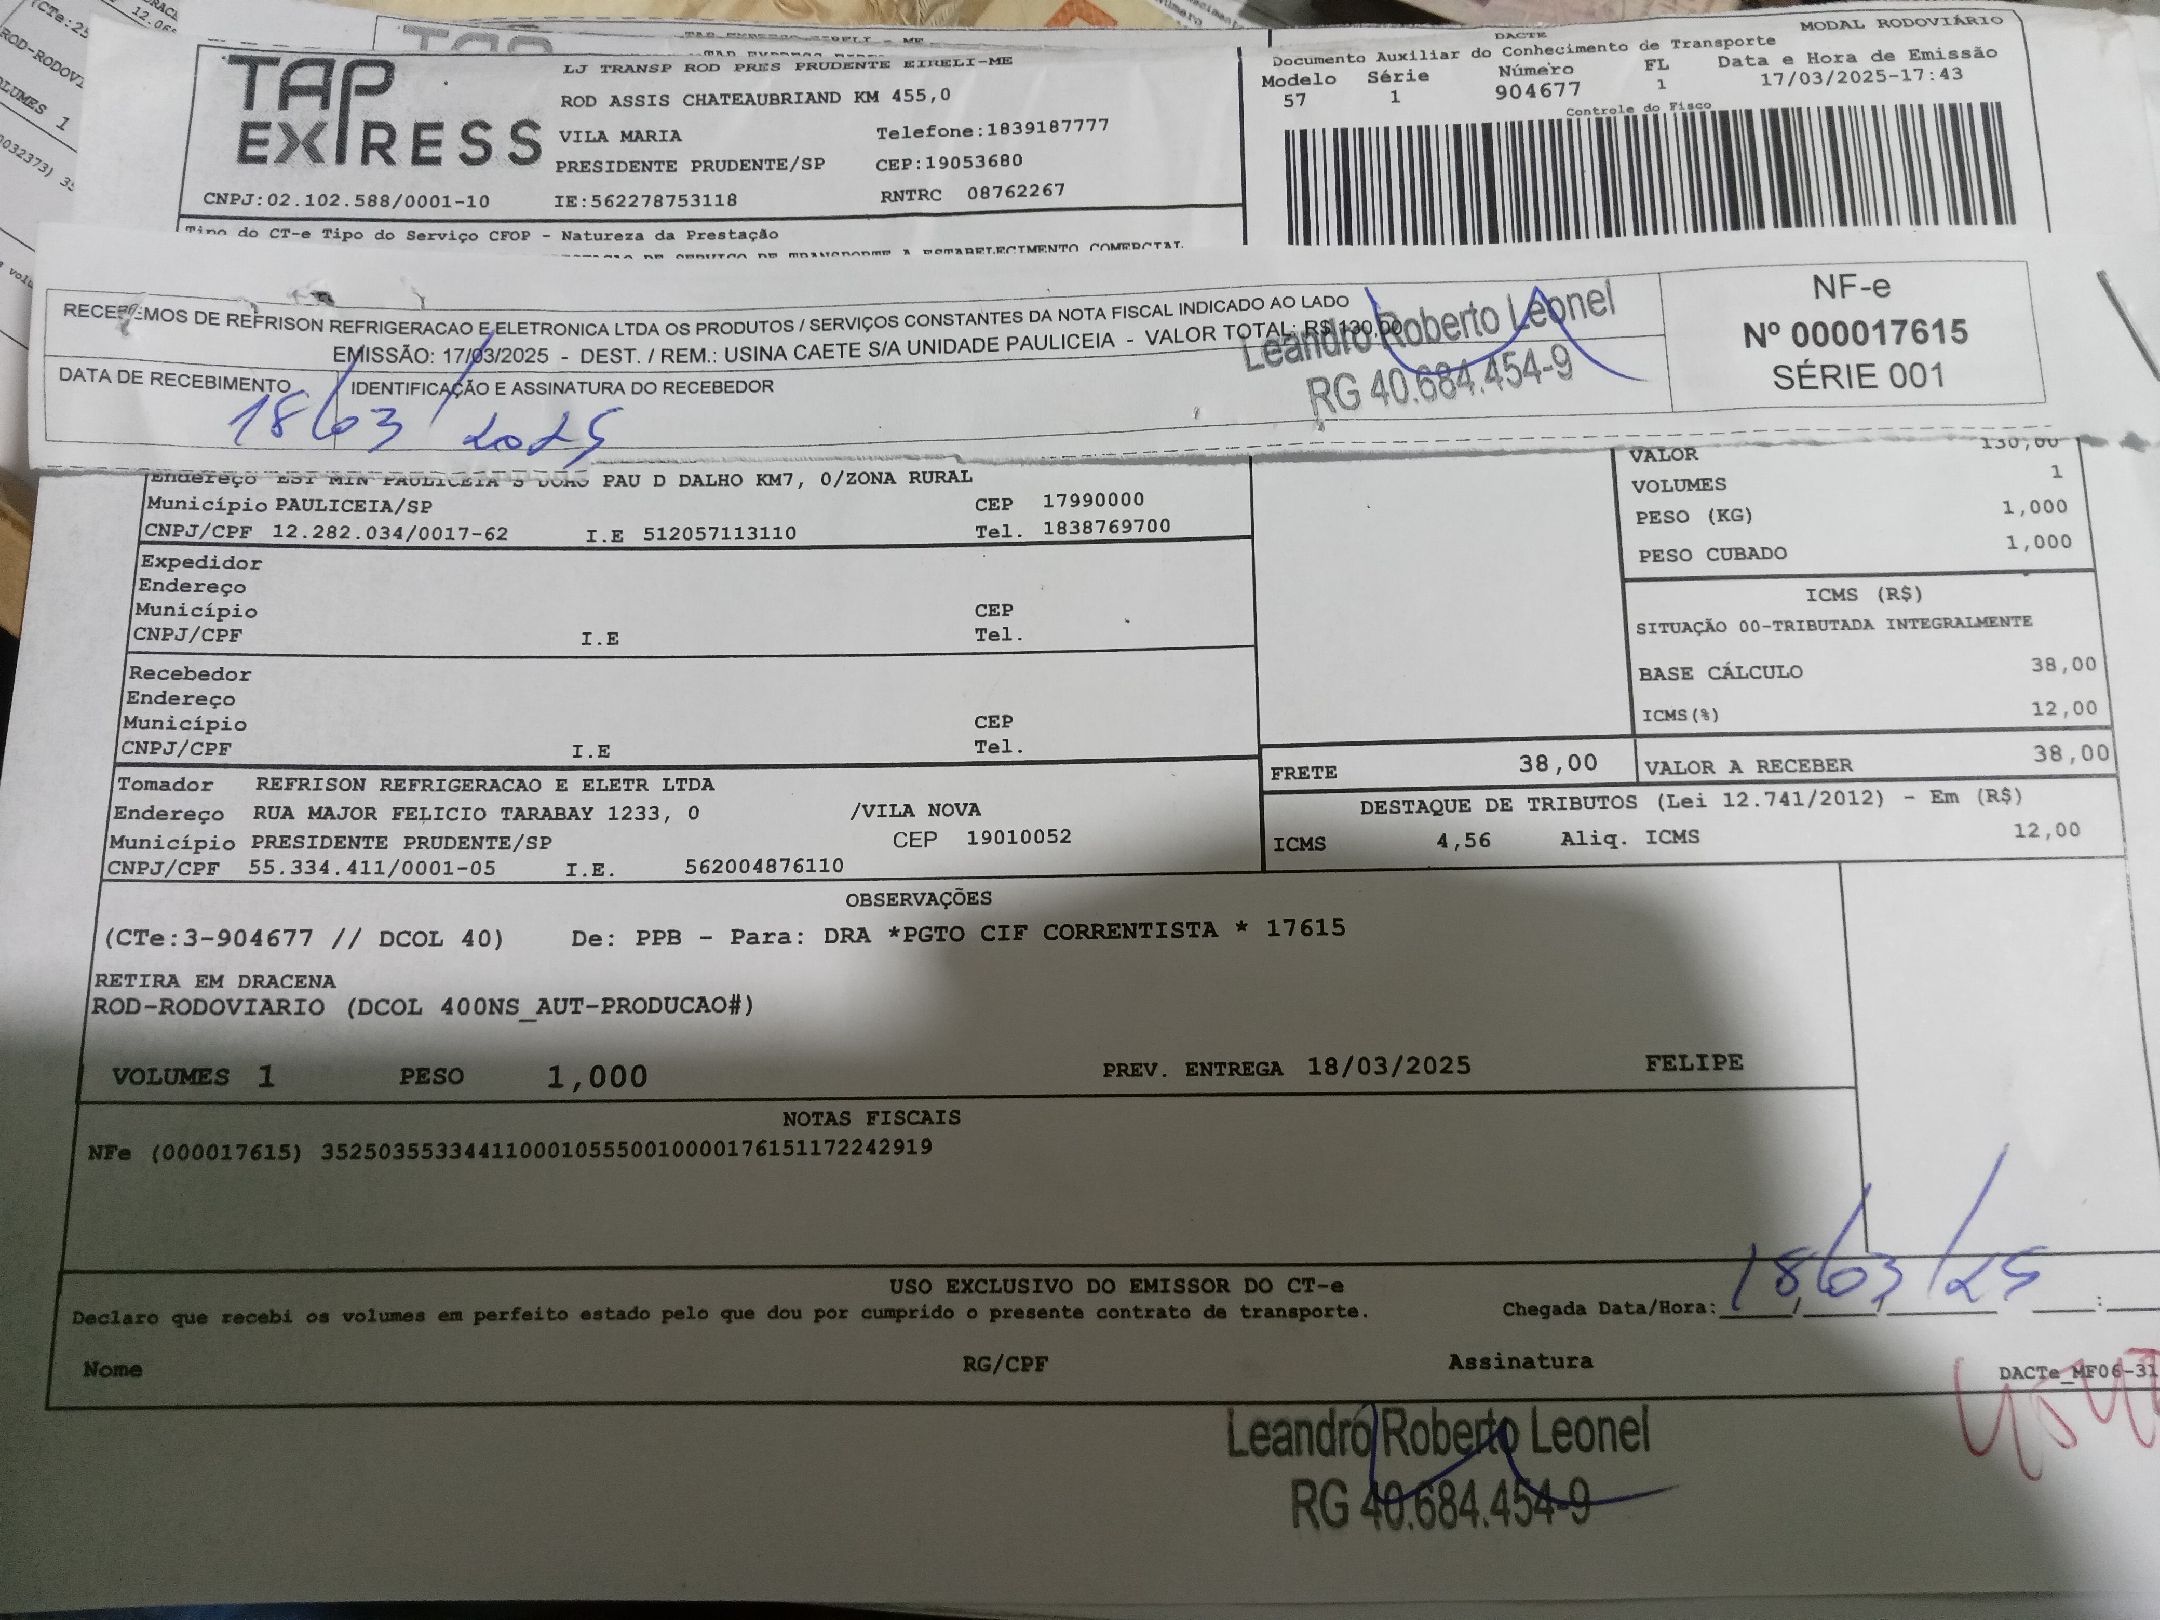 TAP EXPRESS
LJ TRANSP ROD PRES PRUDENTE EIRELI-ME
ROD ASSIS CHATEAUBRIAND KM 455,0
VILA MARIA Telefone:1839187777
PRESIDENTE PRUDENTE/SP CEP:19053680
CNPJ:02.102.588/0001-10 IE:562278753118 RNTRC 08762267
DACTE MODAL RODOVIÁRIO
Documento Auxiliar do Conhecimento de Transporte
Modelo Série Número FL Data e Hora de Emissão
57 1 904677 1 17/03/2025-17:43
Controle do Fisco
Tipo do CT-e Tipo do Serviço CFOP - Natureza da Prestação
RECEBEMOS DE REFRISON REFRIGERACAO E ELETRONICA LTDA OS PRODUTOS / SERVIÇOS CONSTANTES DA NOTA FISCAL INDICADO AO LADO
EMISSÃO: 17/03/2025 - DEST. / REM.: USINA CAETE S/A UNIDADE PAULICEIA - VALOR TOTAL: R$ 130,00
DATA DE RECEBIMENTO IDENTIFICAÇÃO E ASSINATURA DO RECEBEDOR
18/03/2025
Leandro Roberto Leonel
RG 40.684.454-9
NF-e
Nº 000017615
SÉRIE 001
Endereço EST MIN PAULICEIA S PAU D DALHO KM7, 0/ZONA RURAL
Município PAULICEIA/SP CEP 17990000
CNPJ/CPF 12.282.034/0017-62 I.E 512057113110 Tel. 1838769700
Expedidor
Endereço
Município CEP
CNPJ/CPF I.E Tel.
Recebedor
Endereço
Município CEP
CNPJ/CPF I.E Tel.
Tomador REFRISON REFRIGERACAO E ELETR LTDA
Endereço RUA MAJOR FELICIO TARABAY 1233, 0 /VILA NOVA
Município PRESIDENTE PRUDENTE/SP CEP 19010052
CNPJ/CPF 55.334.411/0001-05 I.E. 562004876110
VALOR 130,00
VOLUMES 1
PESO (KG) 1,000
PESO CUBADO 1,000
ICMS (R$)
SITUAÇÃO 00-TRIBUTADA INTEGRALMENTE
BASE CÁLCULO 38,00
ICMS(%) 12,00
FRETE 38,00 VALOR A RECEBER 38,00
DESTAQUE DE TRIBUTOS (Lei 12.741/2012) - Em (R$)
ICMS 4,56 Aliq. ICMS 12,00
OBSERVAÇÕES
(CTe:3-904677 // DCOL 40) De: PPB - Para: DRA *PGTO CIF CORRENTISTA * 17615
RETIRA EM DRACENA
ROD-RODOVIARIO (DCOL 400NS_AUT-PRODUCAO#)
VOLUMES 1 PESO 1,000 PREV. ENTREGA 18/03/2025 FELIPE
NOTAS FISCAIS
NFe (000017615) 35250355334411000105550010000176151172242919
USO EXCLUSIVO DO EMISSOR DO CT-e
Declaro que recebi os volumes em perfeito estado pelo que dou por cumprido o presente contrato de transporte. Chegada Data/Hora: 18/03/25
Nome RG/CPF Assinatura
DACTe_MF06-31
Leandro Roberto Leonel
RG 40.684.454-9